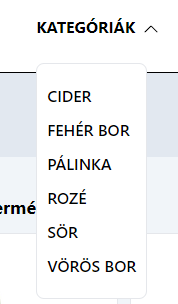 KATEGÓRIÁK
CIDER
FEHÉR BOR
PÁLINKA
ROZÉ
SÖR
VÖRÖS BOR